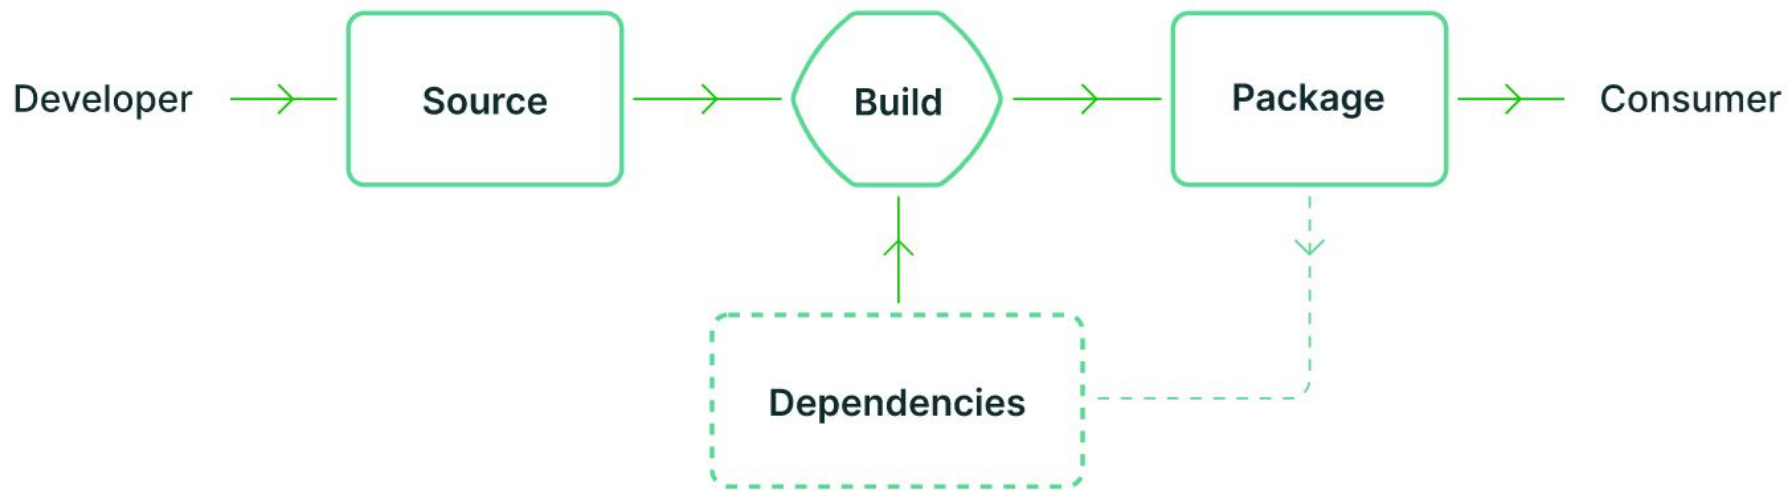 Developer
Source
Build
Package
Consumer
Dependencies